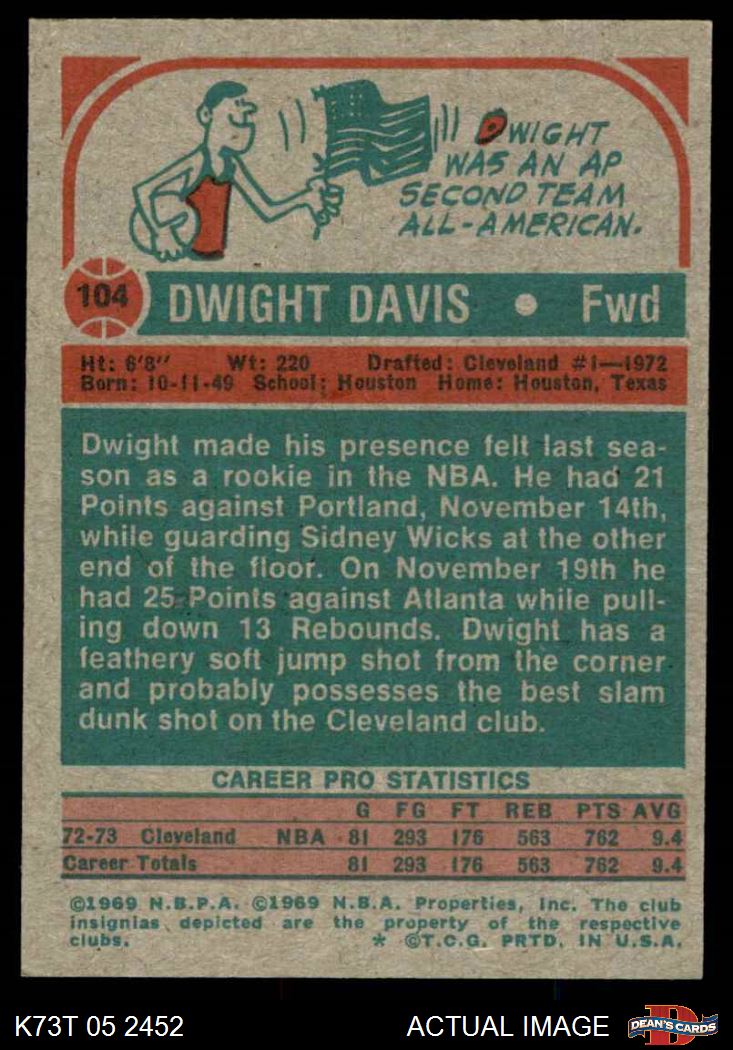 DWIGHT
WAS AN AP
SECOND TEAM
ALL-AMERICAN.
1
104 DWIGHT DAVIS • Fwd
Ht: 6'8" Wt: 220 Drafted: Cleveland #1—1972
Born: 10-11-49 School: Houston Home: Houston, Texas
Dwight made his presence felt last sea-
son as a rookie in the NBA. He had 21
Points against Portland, November 14th,
while guarding Sidney Wicks at the other
end of the floor. On November 19th he
had 25 Points against Atlanta while pull-
ing down 13 Rebounds. Dwight has a
feathery soft jump shot from the corner
and probably possesses the best slam
dunk shot on the Cleveland club.
CAREER PRO STATISTICS
G FG FT REB PTS AVG
72-73 Cleveland NBA 81 293 176 563 762 9.4
Career Totals 81 293 176 563 762 9.4
©1969 N.B.P.A. ©1969 N.B.A. Properties, Inc. The club
insignias depicted are the property of the respective
clubs. * ©T.C.G. PRTD. IN U.S.A.
K73T 05 2452 ACTUAL IMAGE D DEAN'S CARDS